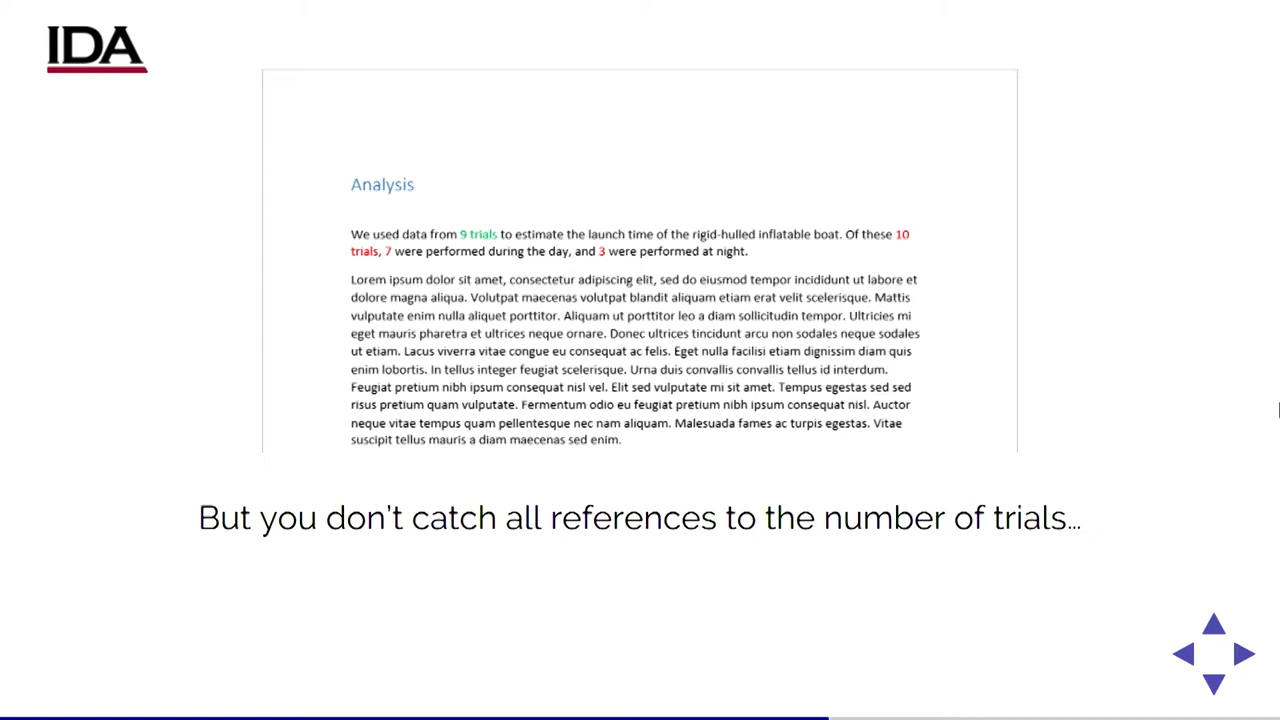 IDA
Analysis
We used data from 9 trials to estimate the launch time of the rigid-hulled inflatable boat. Of these 10
trials, 7 were performed during the day, and 3 were performed at night.
Lorem ipsum dolor sit amet, consectetur adipiscing elit, sed do eiusmod tempor incididunt ut labore et
dolore magna aliqua. Volutpat maecenas volutpat blandit aliquam etiam erat velit scelerisque. Mattis
vulputate enim nulla aliquet porttitor. Aliquam ut porttitor leo a diam sollicitudin tempor. Ultricies mi
eget mauris pharetra et ultrices neque ornare. Donec ultrices tincidunt arcu non sodales neque sodales
ut etiam. Lacus viverra vitae congue eu consequat ac felis. Eget nulla facilisi etiam dignissim diam quis
enim lobortis. In tellus integer feugiat scelerisque. Urna duis convallis convallis tellus id interdum.
Feugiat pretium nibh ipsum consequat nisl vel. Elit sed vulputate mi sit amet. Tempus egestas sed sed
risus pretium quam vulputate. Fermentum odio eu feugiat pretium nibh ipsum consequat nisl. Auctor
neque vitae tempus quam pellentesque nec nam aliquam. Malesuada fames ac turpis egestas. Vitae
suscipit tellus mauris a diam maecenas sed enim.
But you don't catch all references to the number of trials…